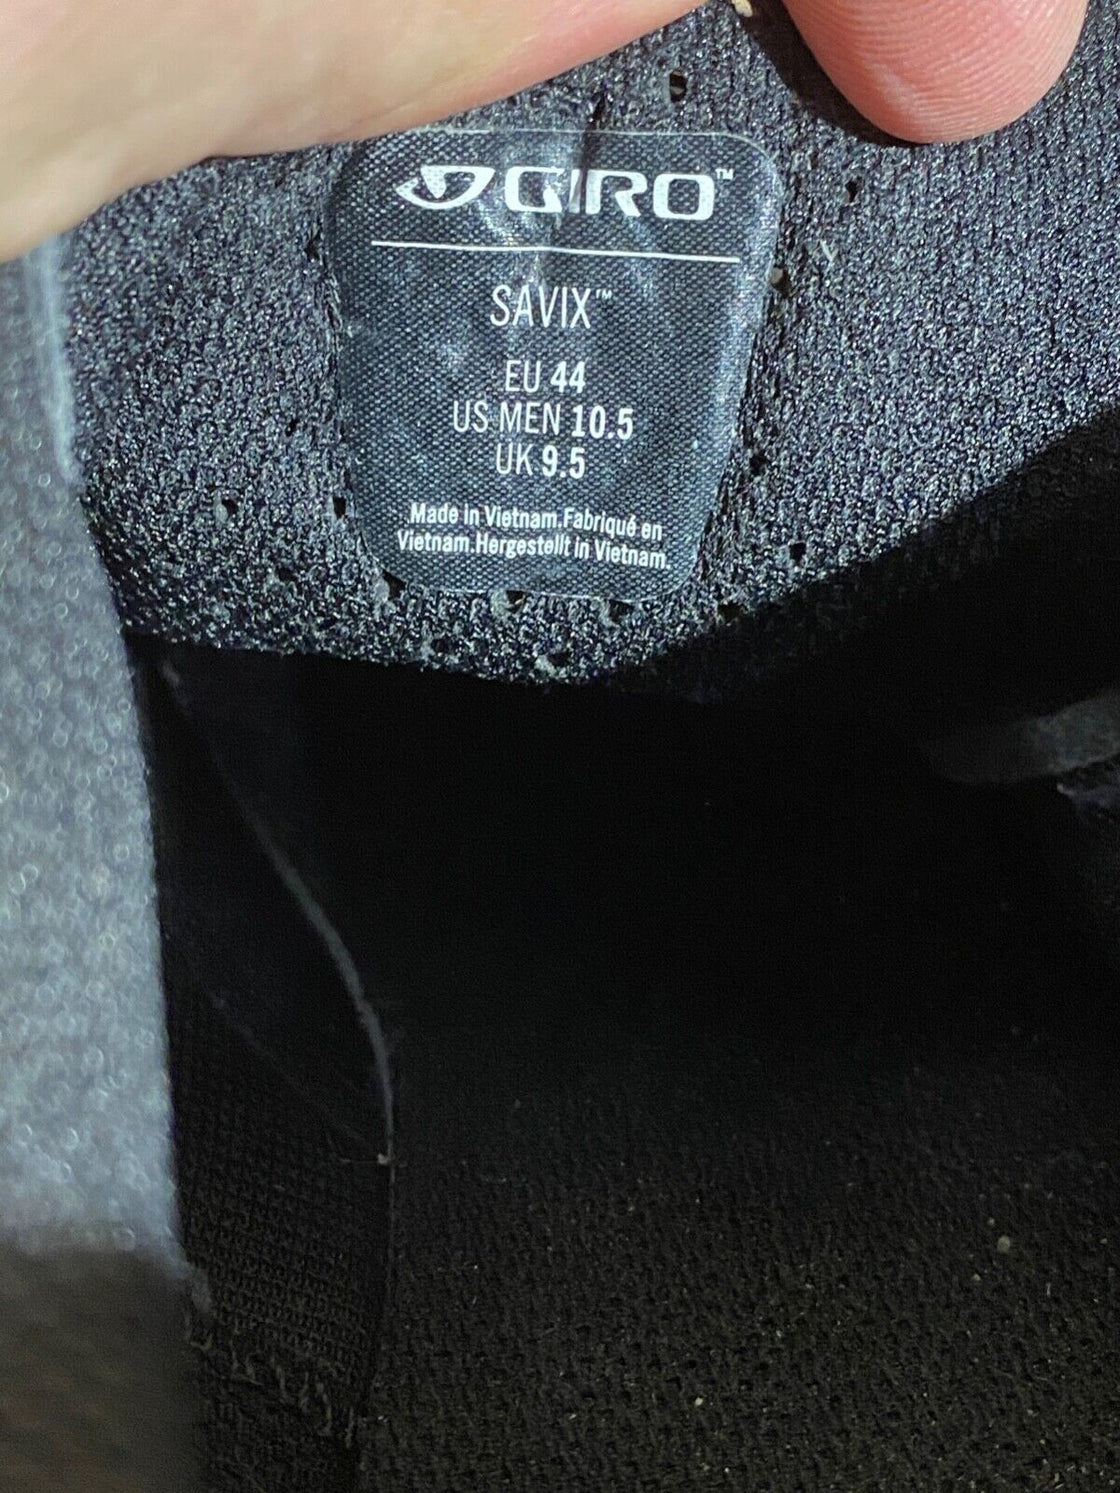 GIRO™
SAVIX™
EU 44
US MEN 10.5
UK 9.5
Made in Vietnam.Fabriqué en
Vietnam.Hergestellt in Vietnam.